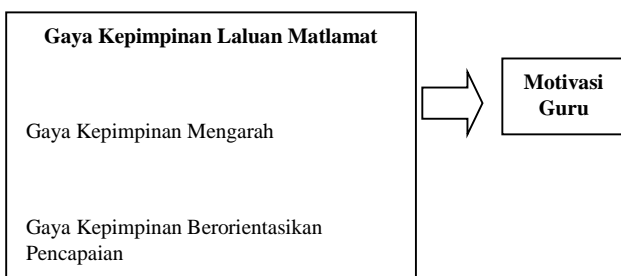 Gaya Kepimpinan Laluan Matlamat
Gaya Kepimpinan Mengarah
Gaya Kepimpinan Berorientasikan
Pencapaian
Motivasi
Guru